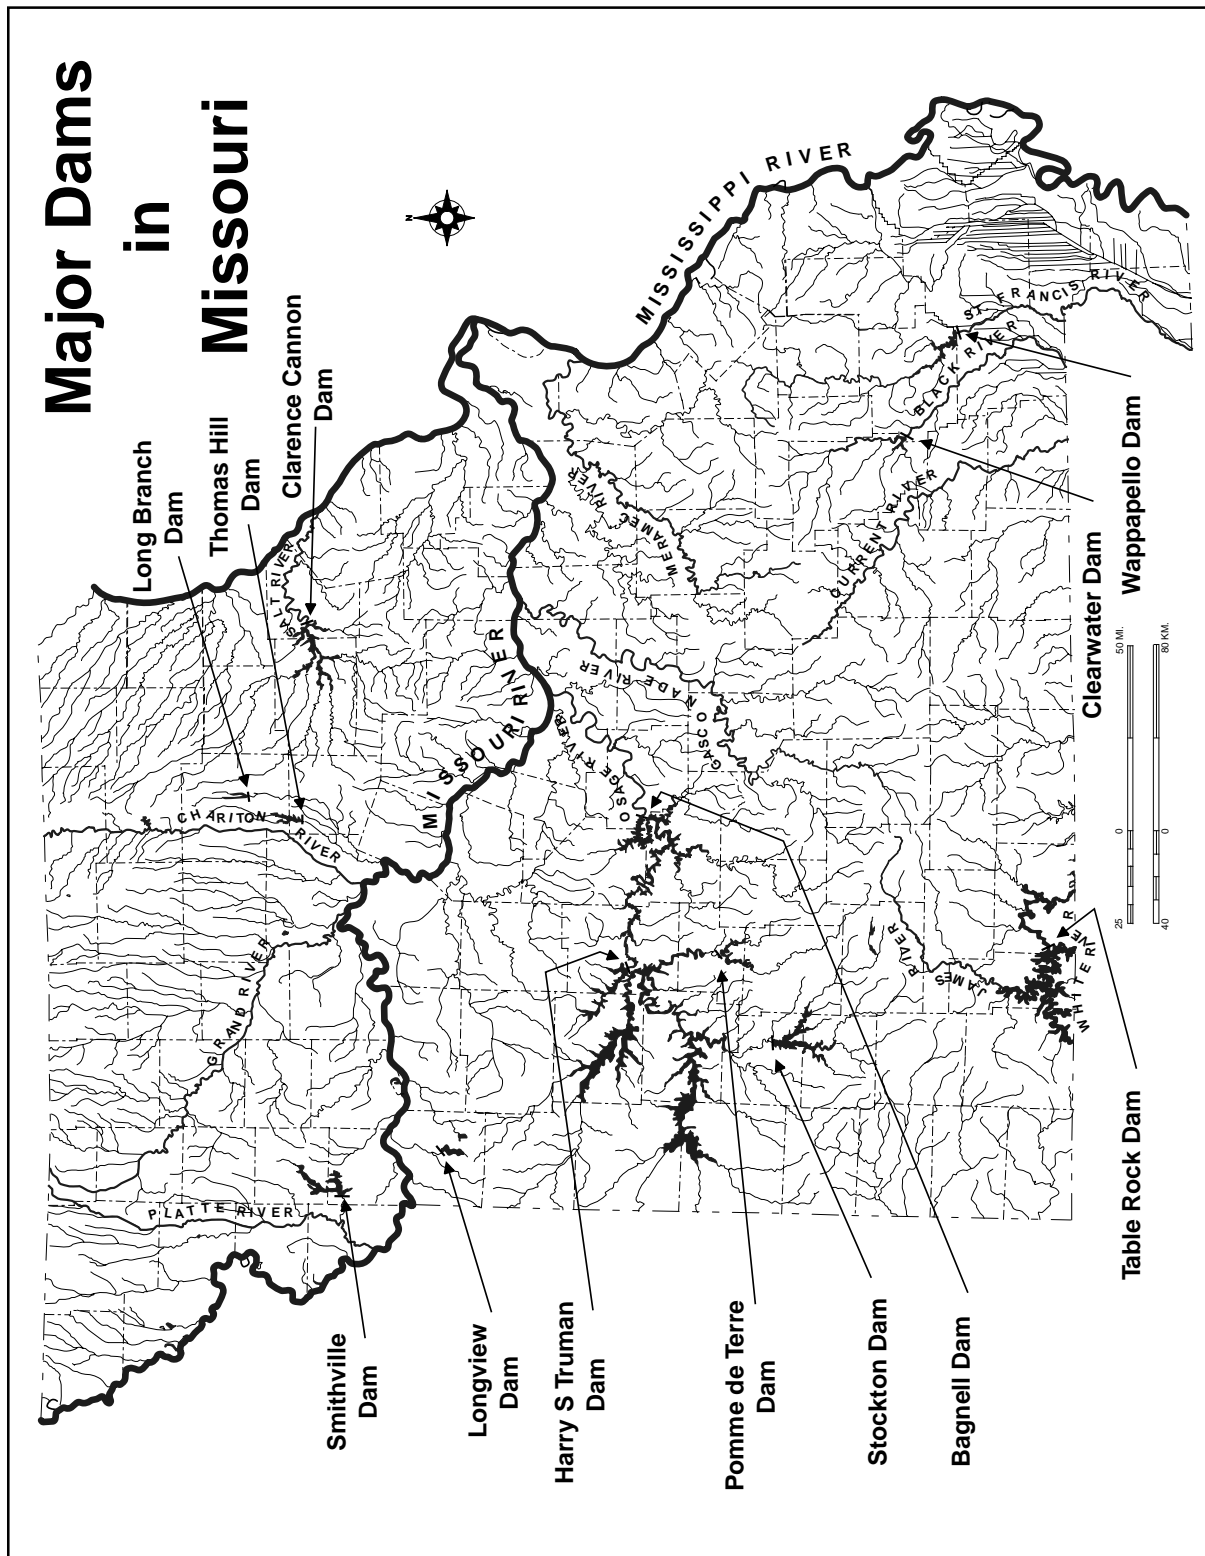 Major Dams
in
Missouri
Long Branch
Dam
Thomas Hill
Dam
Clarence Cannon
Dam
N
MISSISSIPPI RIVER
SALT RIVER
CHARITON
RIVER
GRAND RIVER
PLATTE RIVER
MISSOURI RINER
MERAMEC RIVER
OSAGE RIVER
GASCONADE RIVER
CURRENT RIVER
BLACK RIVER
ST FRANCIS RIVER
JAMES
RIVER
WHITE RIVER
Smithville
Dam
Longview
Dam
Harry S Truman
Dam
Pomme de Terre
Dam
Stockton Dam
Bagnell Dam
Table Rock Dam
Clearwater Dam
Wappapello Dam
25 0 50 MI.
40 0 80 KM.